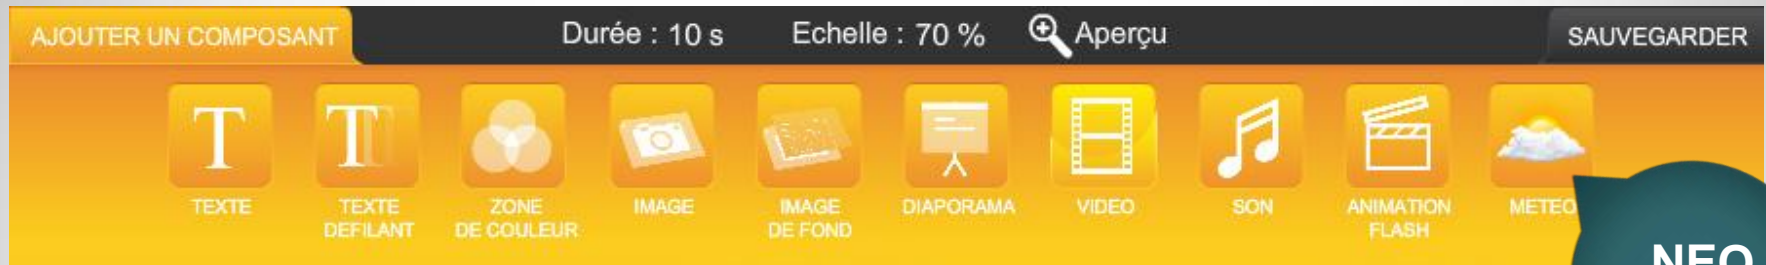 AJOUTER UN COMPOSANT Durée : 10 s Echelle : 70 % Aperçu SAUVEGARDER
T T
TEXTE TEXTE DEFILANT ZONE DE COULEUR IMAGE IMAGE DE FOND DIAPORAMA VIDEO SON ANIMATION FLASH METEO
NEO